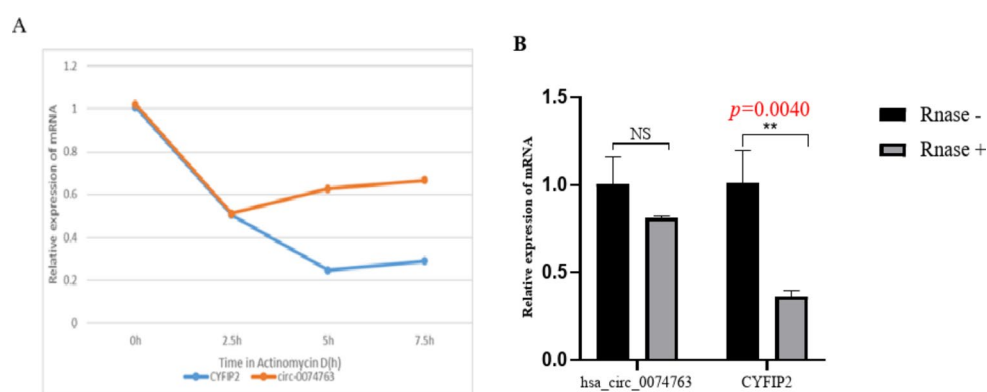 A
Relative expression of mRNA
1.2
1
0.8
0.6
0.4
0.2
0
0h
2.5h
5h
7.5h
Time in Actinomycin D(h)
CYFIP2
circ-0074763
B
Relative expression of mRNA
1.5
1.0
0.5
0.0
NS
p=0.0040
**
hsa_circ_0074763
CYFIP2
Rnase -
Rnase +